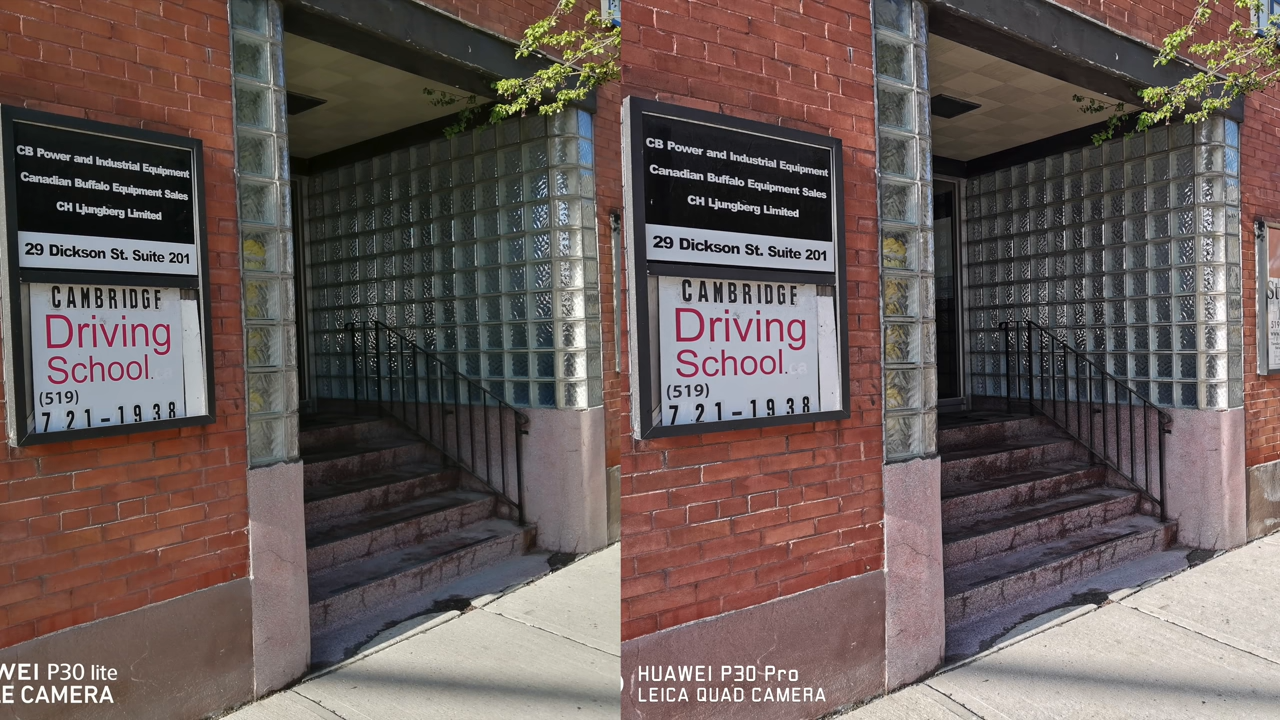 CB Power and Industrial Equipment
Canadian Buffalo Equipment Sales
CH Ljungberg Limited
29 Dickson St. Suite 201
CAMBRIDGE
Driving
School.ca
(519)
721-1938
WEI P30 lite
LE CAMERA
CB Power and Industrial Equipment
Canadian Buffalo Equipment Sales
CH Ljungberg Limited
29 Dickson St. Suite 201
CAMBRIDGE
Driving
School.ca
(519)
721-1938
HUAWEI P30 Pro
LEICA QUAD CAMERA